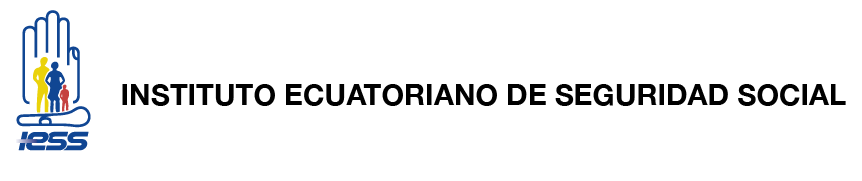 INSTITUTO ECUATORIANO DE SEGURIDAD SOCIAL
IESS